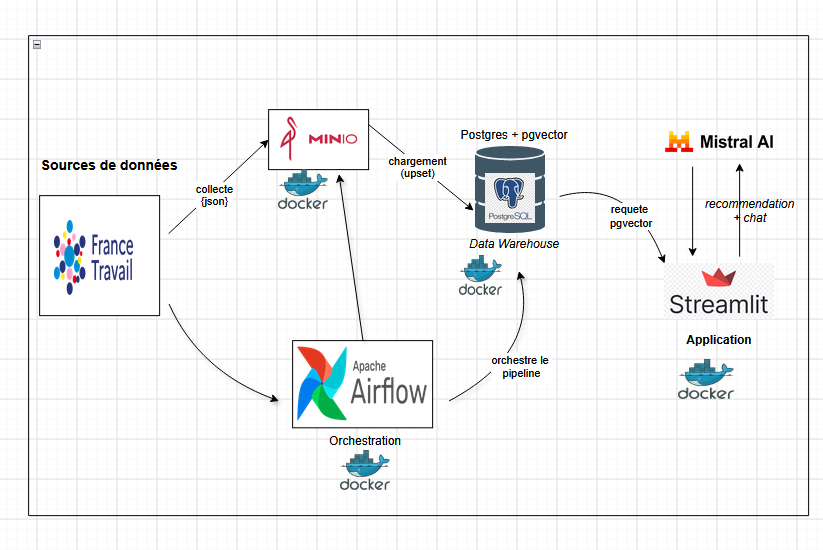 Sources de données
France
Travail
collecte
{json}
MINIO
docker
chargement
(upset)
Postgres + pgvector
PostgreSQL
Data Warehouse
docker
requete
pgvector
Mistral AI
recommendation
+ chat
Streamlit
Application
docker
Apache
Airflow
Orchestration
docker
orchestre le
pipeline